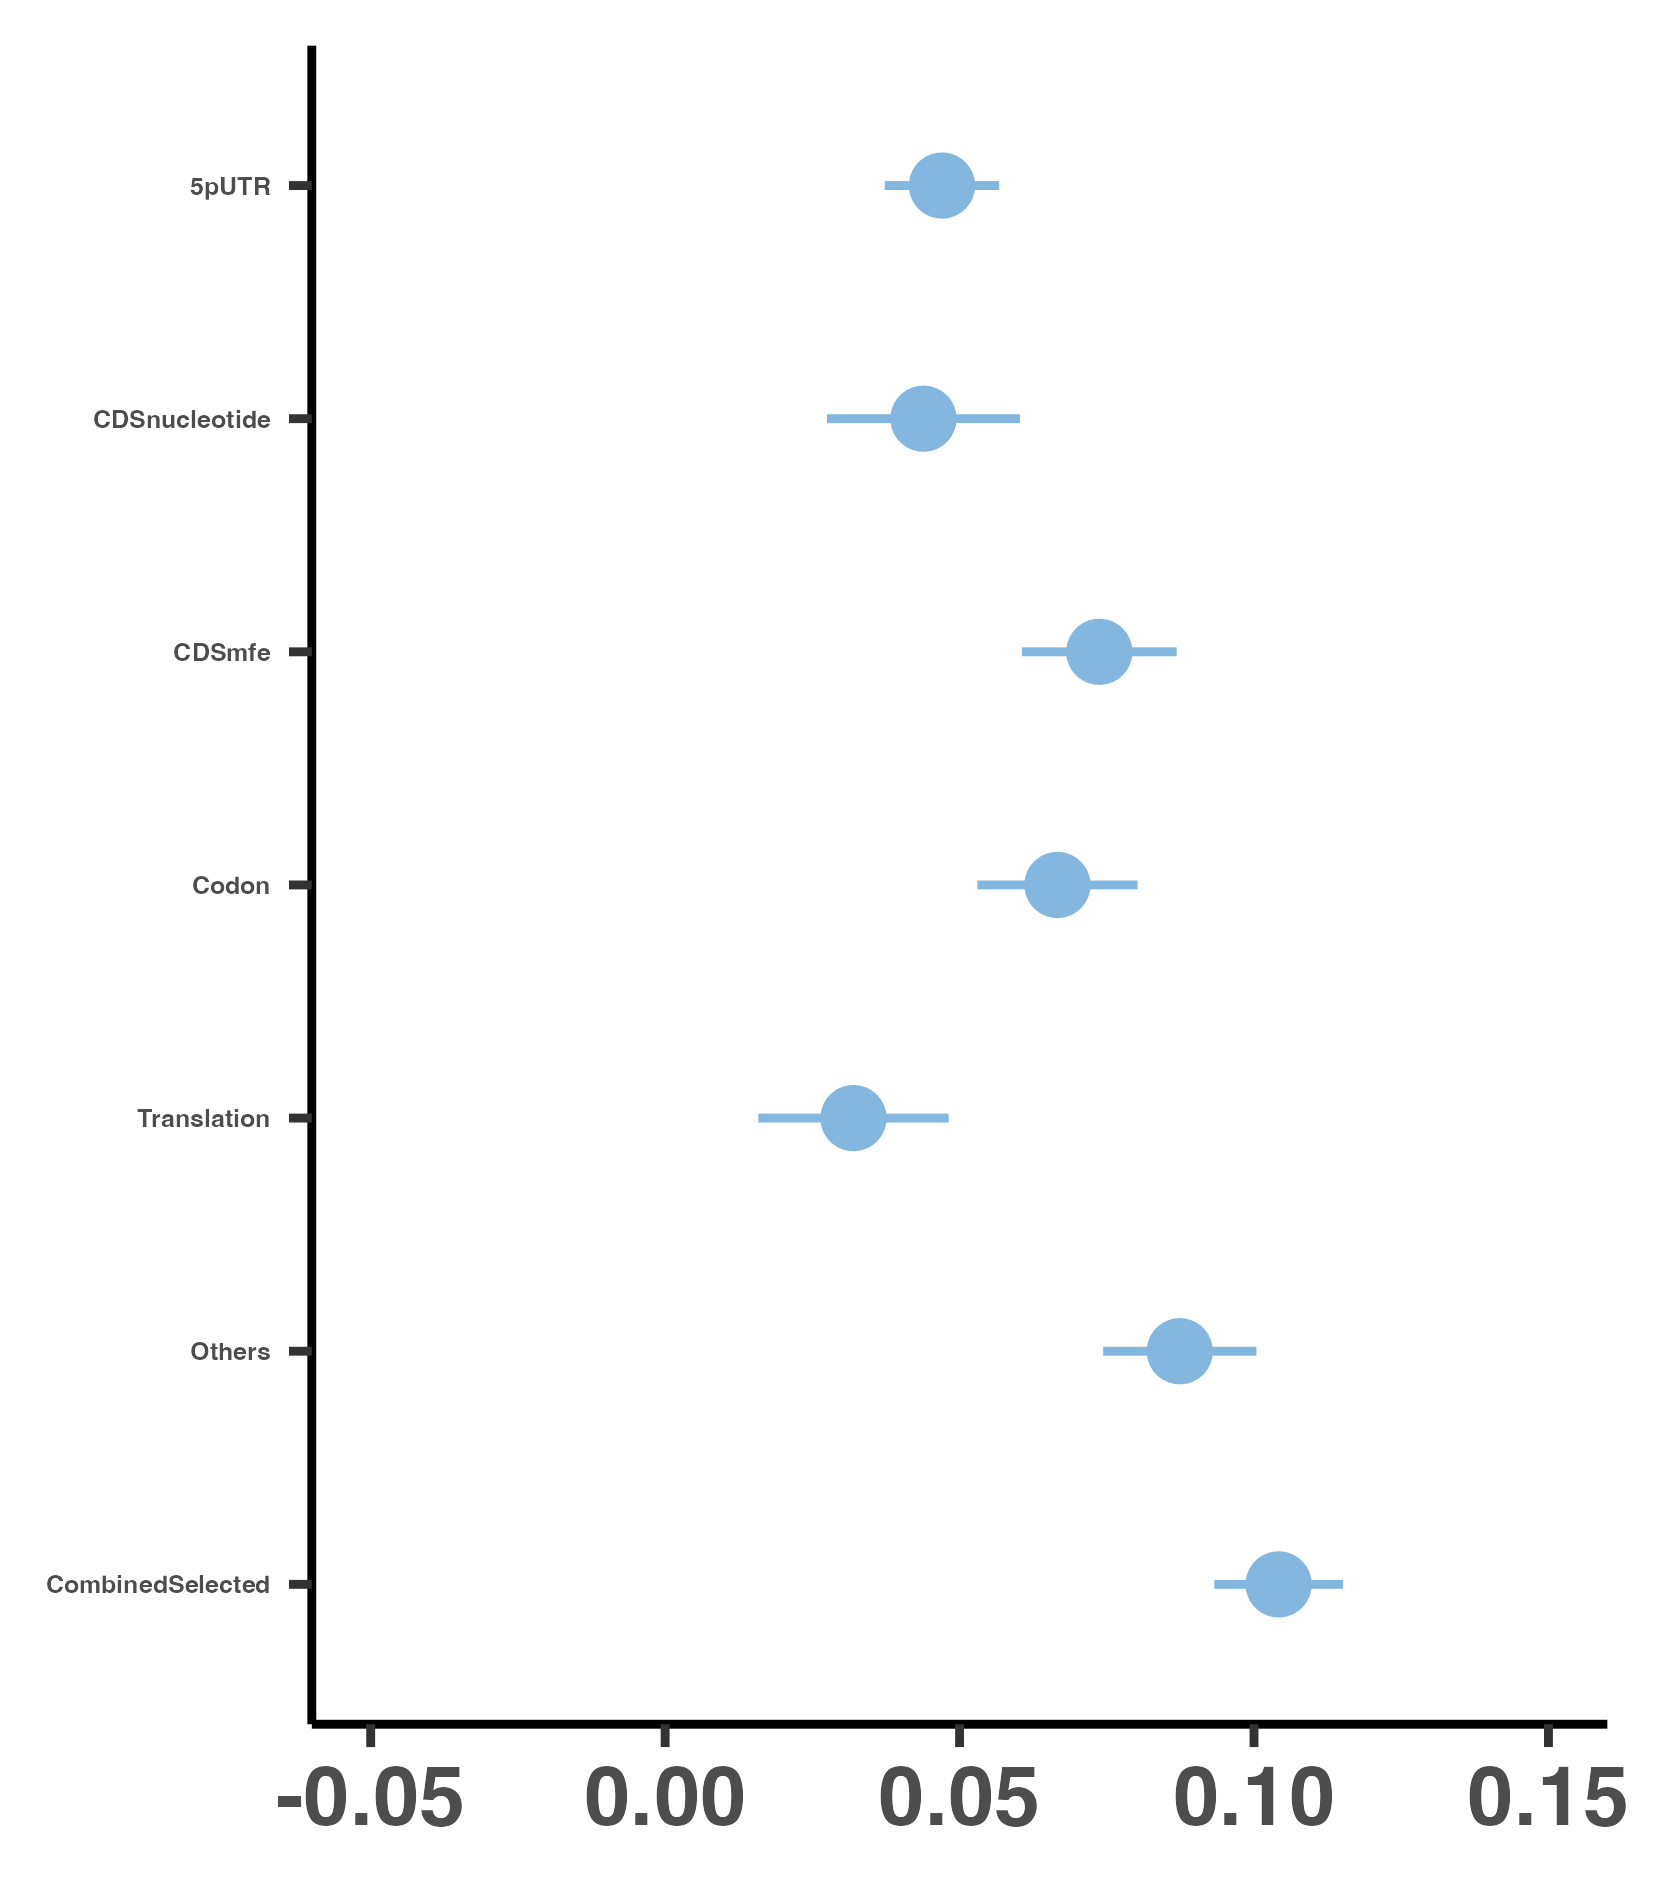 5pUTR
CDSnucleotide
CDSmfe
Codon
Translation
Others
CombinedSelected
-0.05 0.00 0.05 0.10 0.15